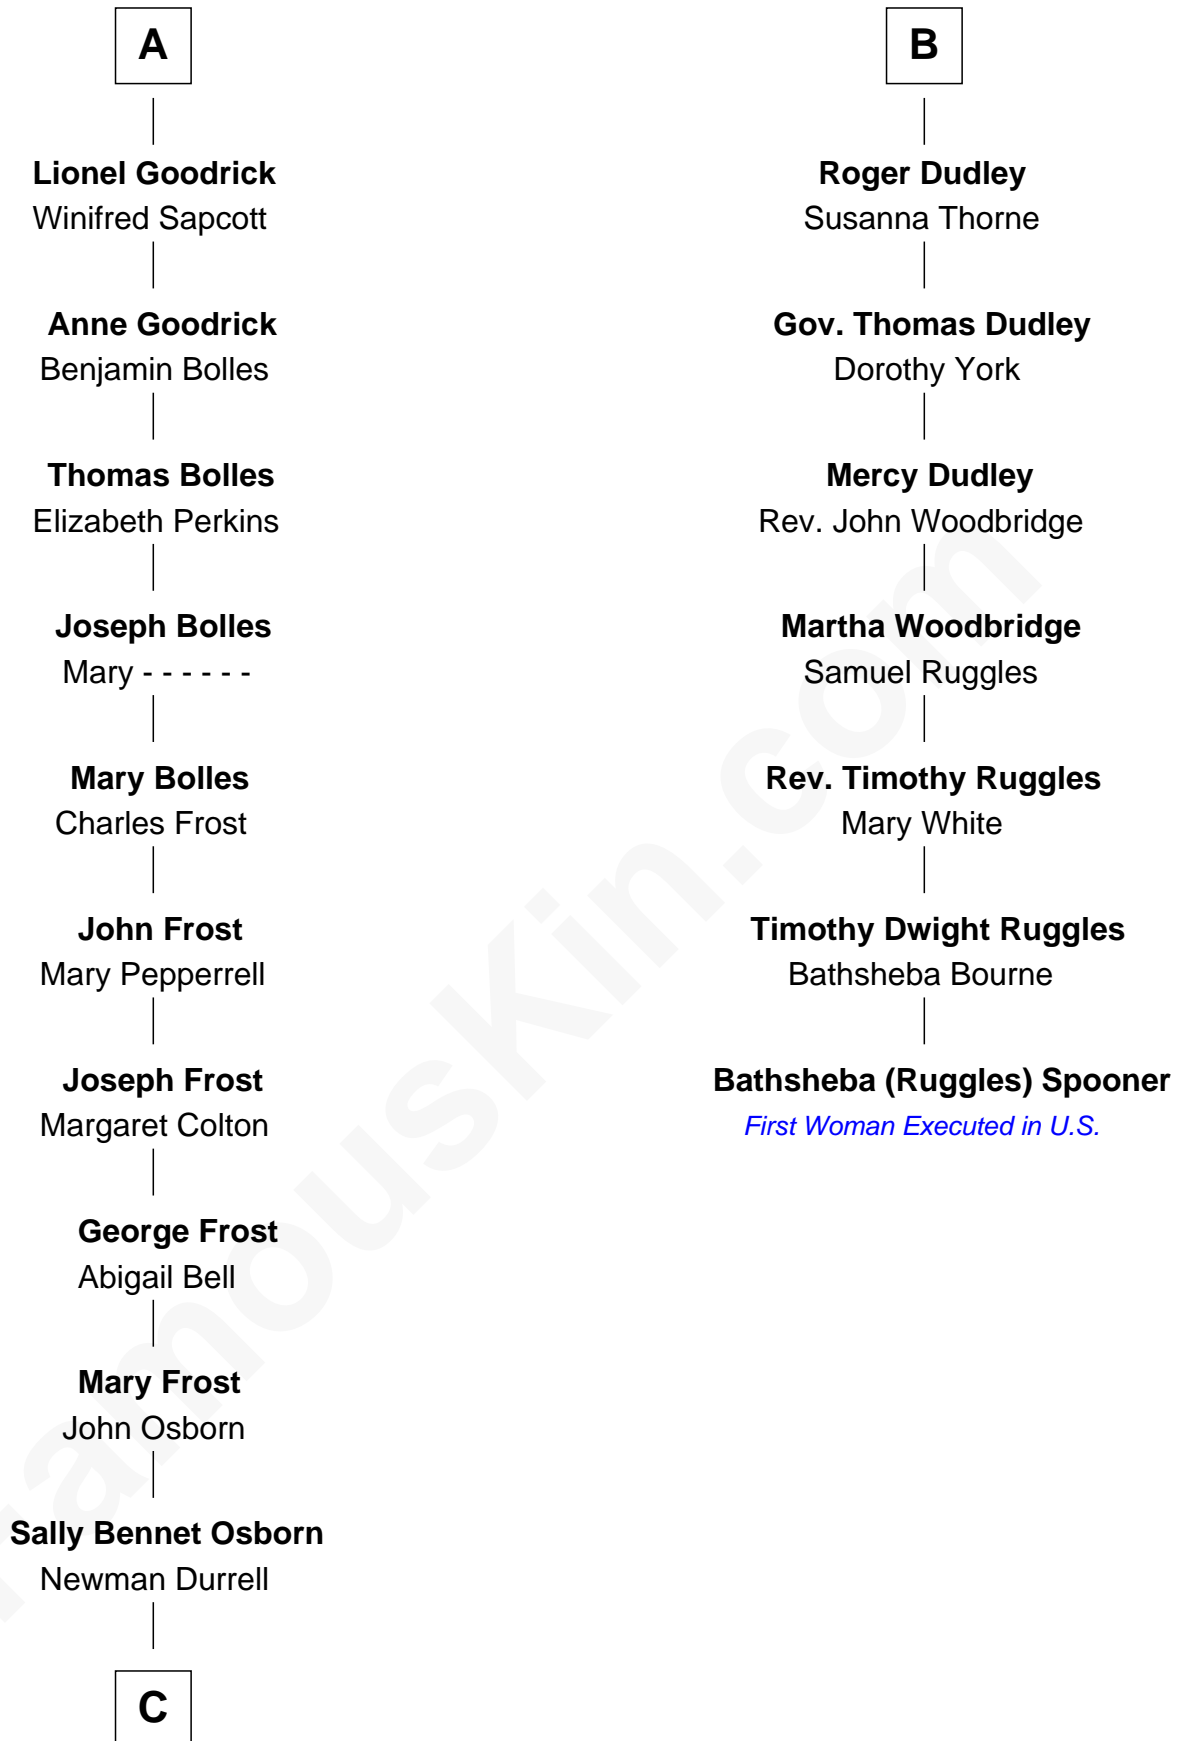 A
Lionel Goodrick
Winifred Sapcott
Anne Goodrick
Benjamin Bolles
Thomas Bolles
Elizabeth Perkins
Joseph Bolles
Mary - - - - - -
Mary Bolles
Charles Frost
John Frost
Mary Pepperrell
Joseph Frost
Margaret Colton
George Frost
Abigail Bell
Mary Frost
John Osborn
Sally Bennet Osborn
Newman Durrell
C
B
Roger Dudley
Susanna Thorne
Gov. Thomas Dudley
Dorothy York
Mercy Dudley
Rev. John Woodbridge
Martha Woodbridge
Samuel Ruggles
Rev. Timothy Ruggles
Mary White
Timothy Dwight Ruggles
Bathsheba Bourne
Bathsheba (Ruggles) Spooner
First Woman Executed in U.S.
FamousKin.com